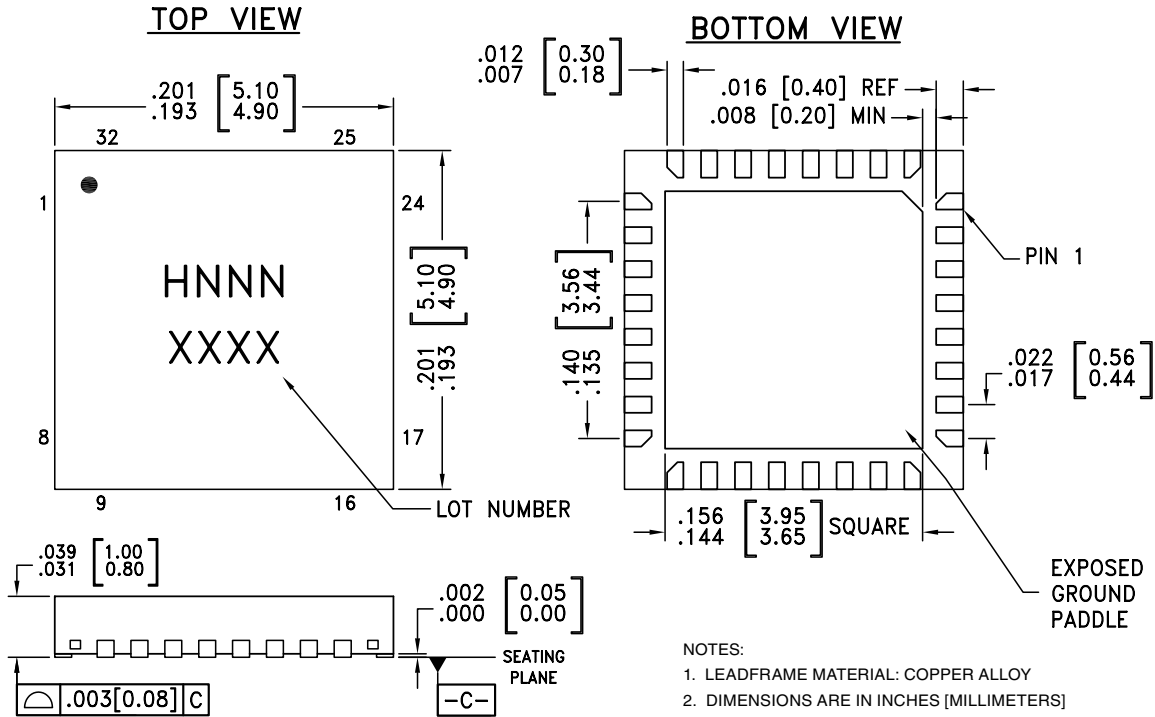 TOP VIEW
.201 [5.10]
.193 [4.90]
32
25
1
24
HNNN
XXXX
.201 [5.10]
.193 [4.90]
8
17
9
16
LOT NUMBER
.039 [1.00]
.031 [0.80]
.002 [0.05]
.000 [0.00]
SEATING
PLANE
.003[0.08] C
-C-
BOTTOM VIEW
.012 [0.30]
.007 [0.18]
.016 [0.40] REF
.008 [0.20] MIN
PIN 1
.140 [3.56]
.135 [3.44]
.022 [0.56]
.017 [0.44]
.156 [3.95]
.144 [3.65]
SQUARE
EXPOSED
GROUND
PADDLE
NOTES:
1. LEADFRAME MATERIAL: COPPER ALLOY
2. DIMENSIONS ARE IN INCHES [MILLIMETERS]